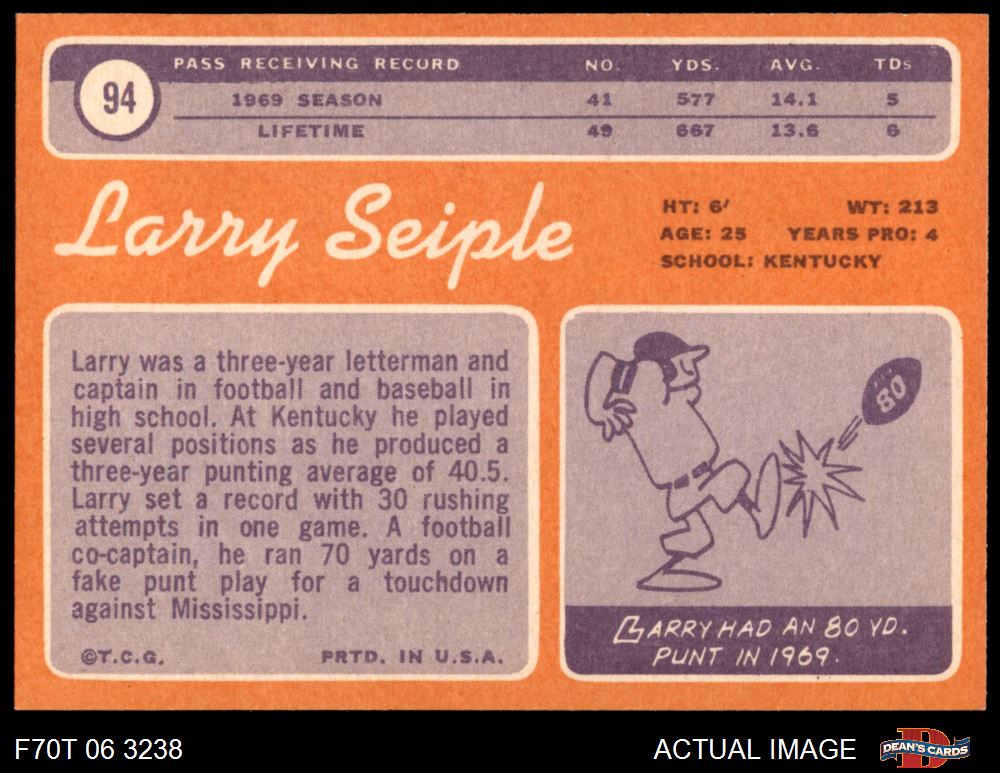 94
PASS RECEIVING RECORD NO. YDS. AVG. TDs
1969 SEASON 41 577 14.1 5
LIFETIME 49 667 13.6 6
Larry Seiple
HT: 6' WT: 213
AGE: 25 YEARS PRO: 4
SCHOOL: KENTUCKY
Larry was a three-year letterman and
captain in football and baseball in
high school. At Kentucky he played
several positions as he produced a
three-year punting average of 40.5.
Larry set a record with 30 rushing
attempts in one game. A football
co-captain, he ran 70 yards on a
fake punt play for a touchdown
against Mississippi.
©T.C.G. PRTD. IN U.S.A.
80
LARRY HAD AN 80 YD.
PUNT IN 1969.
F70T 06 3238 ACTUAL IMAGE DEAN'S CARDS